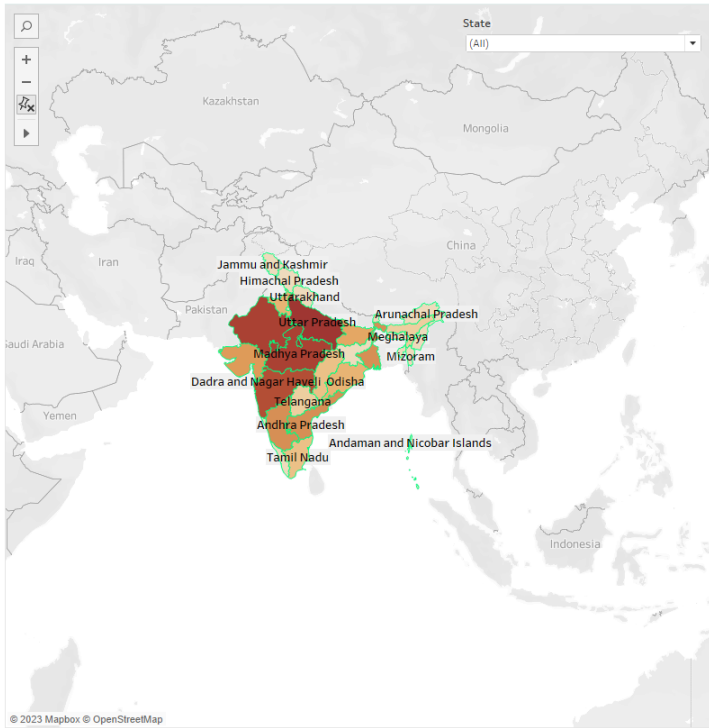 State
(All)
Kazakhstan
Mongolia
China
Iraq
Iran
Jammu and Kashmir
Himachal Pradesh
Uttarakhand
Pakistan
Arunachal Pradesh
Uttar Pradesh
Meghalaya
Saudi Arabia
Madhya Pradesh
Mizoram
Dadra and Nagar Haveli
Odisha
Telangana
Yemen
Andhra Pradesh
Andaman and Nicobar Islands
Tamil Nadu
Indonesia
© 2023 Mapbox © OpenStreetMap